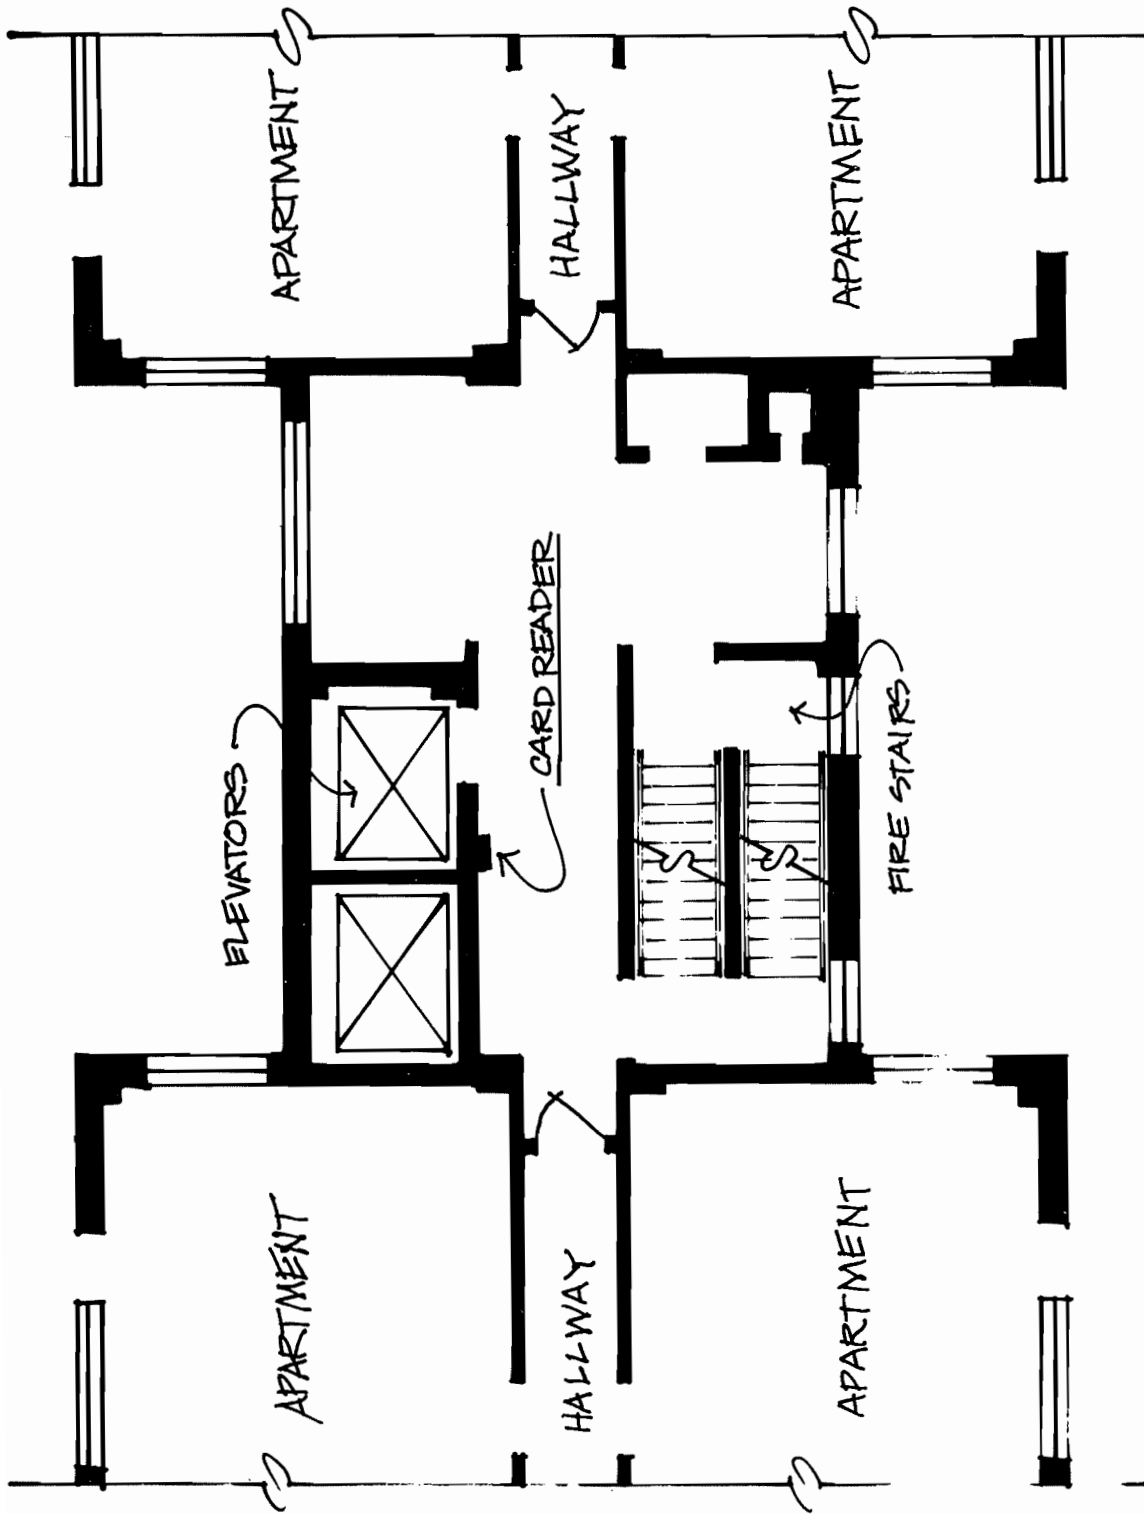 APARTMENT
HALLWAY
APARTMENT
ELEVATORS
CARD READER
FIRE STAIRS
APARTMENT
HALLWAY
APARTMENT